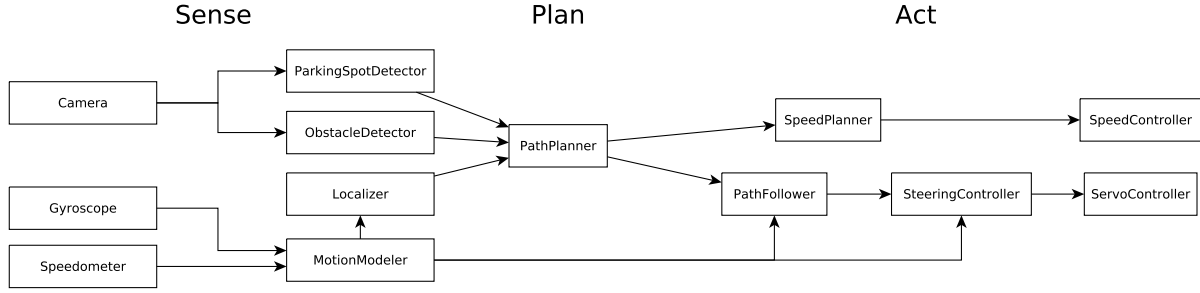 Sense
Plan
Act
ParkingSpotDetector
Camera
SpeedPlanner
SpeedController
ObstacleDetector
PathPlanner
Localizer
PathFollower
SteeringController
ServoController
Gyroscope
MotionModeler
Speedometer